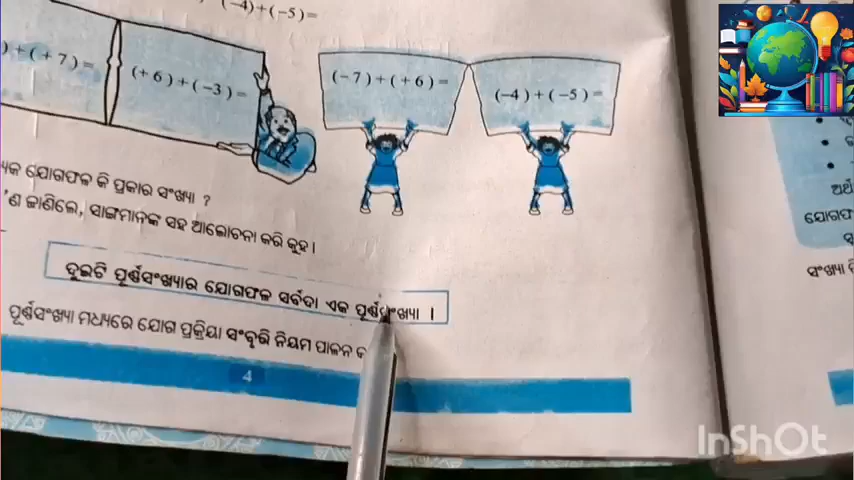 (-4)+(-5)=
)+(+7)=
(+6)+(-3)=
(-7)+(+6)=
(-4)+(-5)=
ଯୋଗଫଳ କି ପ୍ରକାର ସଂଖ୍ୟା ?
'ଣ ଜାଣିଲେ, ସାଙ୍ଗମାନଙ୍କ ସହ ଆଲୋଚନା କରି କୁହ।
ଦୁଇଟି ପୂର୍ଣ୍ଣସଂଖ୍ୟାର ଯୋଗଫଳ ସର୍ବଦା ଏକ ପୂର୍ଣ୍ଣସଂଖ୍ୟା ।
ପୂର୍ଣ୍ଣସଂଖ୍ୟା ମଧ୍ୟରେ ଯୋଗ ପ୍ରକ୍ରିୟା ସଂବୃତ୍ତି ନିୟମ ପାଳନ
4
ଅର୍ଥ
ଯୋଗଫ
ସଂଖ୍ୟା
InShOt